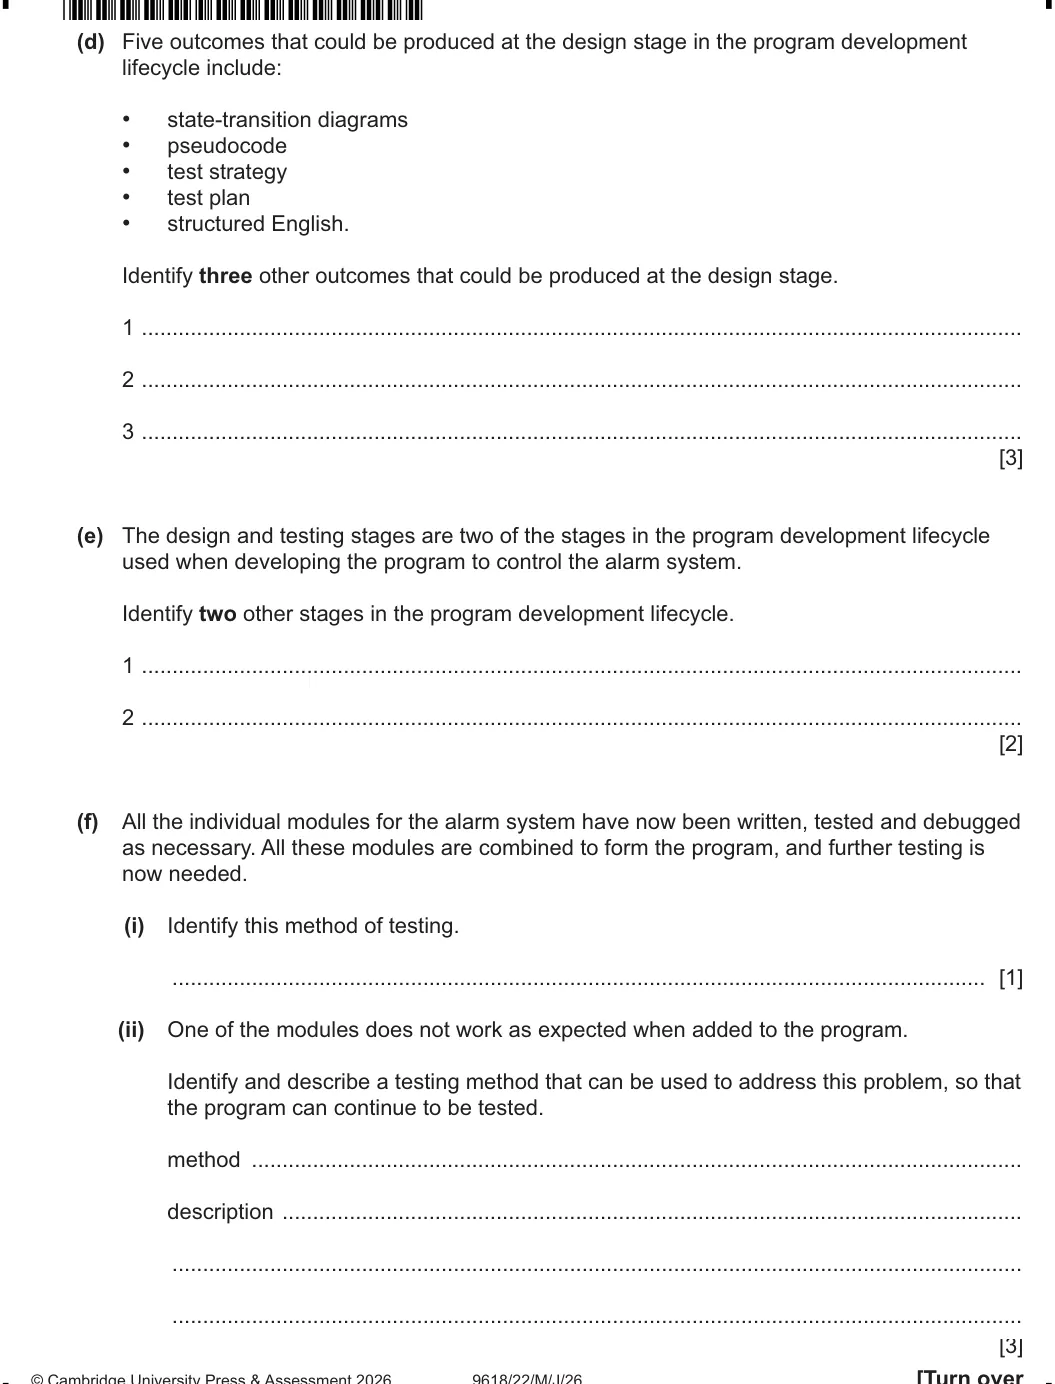 (d) Five outcomes that could be produced at the design stage in the program development
lifecycle include:
• state-transition diagrams
• pseudocode
• test strategy
• test plan
• structured English.
Identify three other outcomes that could be produced at the design stage.
1 ................................................................
2 ................................................................
3 ................................................................
[3]
(e) The design and testing stages are two of the stages in the program development lifecycle
used when developing the program to control the alarm system.
Identify two other stages in the program development lifecycle.
1 ................................................................
2 ................................................................
[2]
(f) All the individual modules for the alarm system have now been written, tested and debugged
as necessary. All these modules are combined to form the program, and further testing is
now needed.
(i) Identify this method of testing.
................................................................ [1]
(ii) One of the modules does not work as expected when added to the program.
Identify and describe a testing method that can be used to address this problem, so that
the program can continue to be tested.
method ................................................................
description ................................................................
................................................................
................................................................
[3]
© Cambridge University Press & Assessment 2026 9618/22/M/J/26 [Turn over